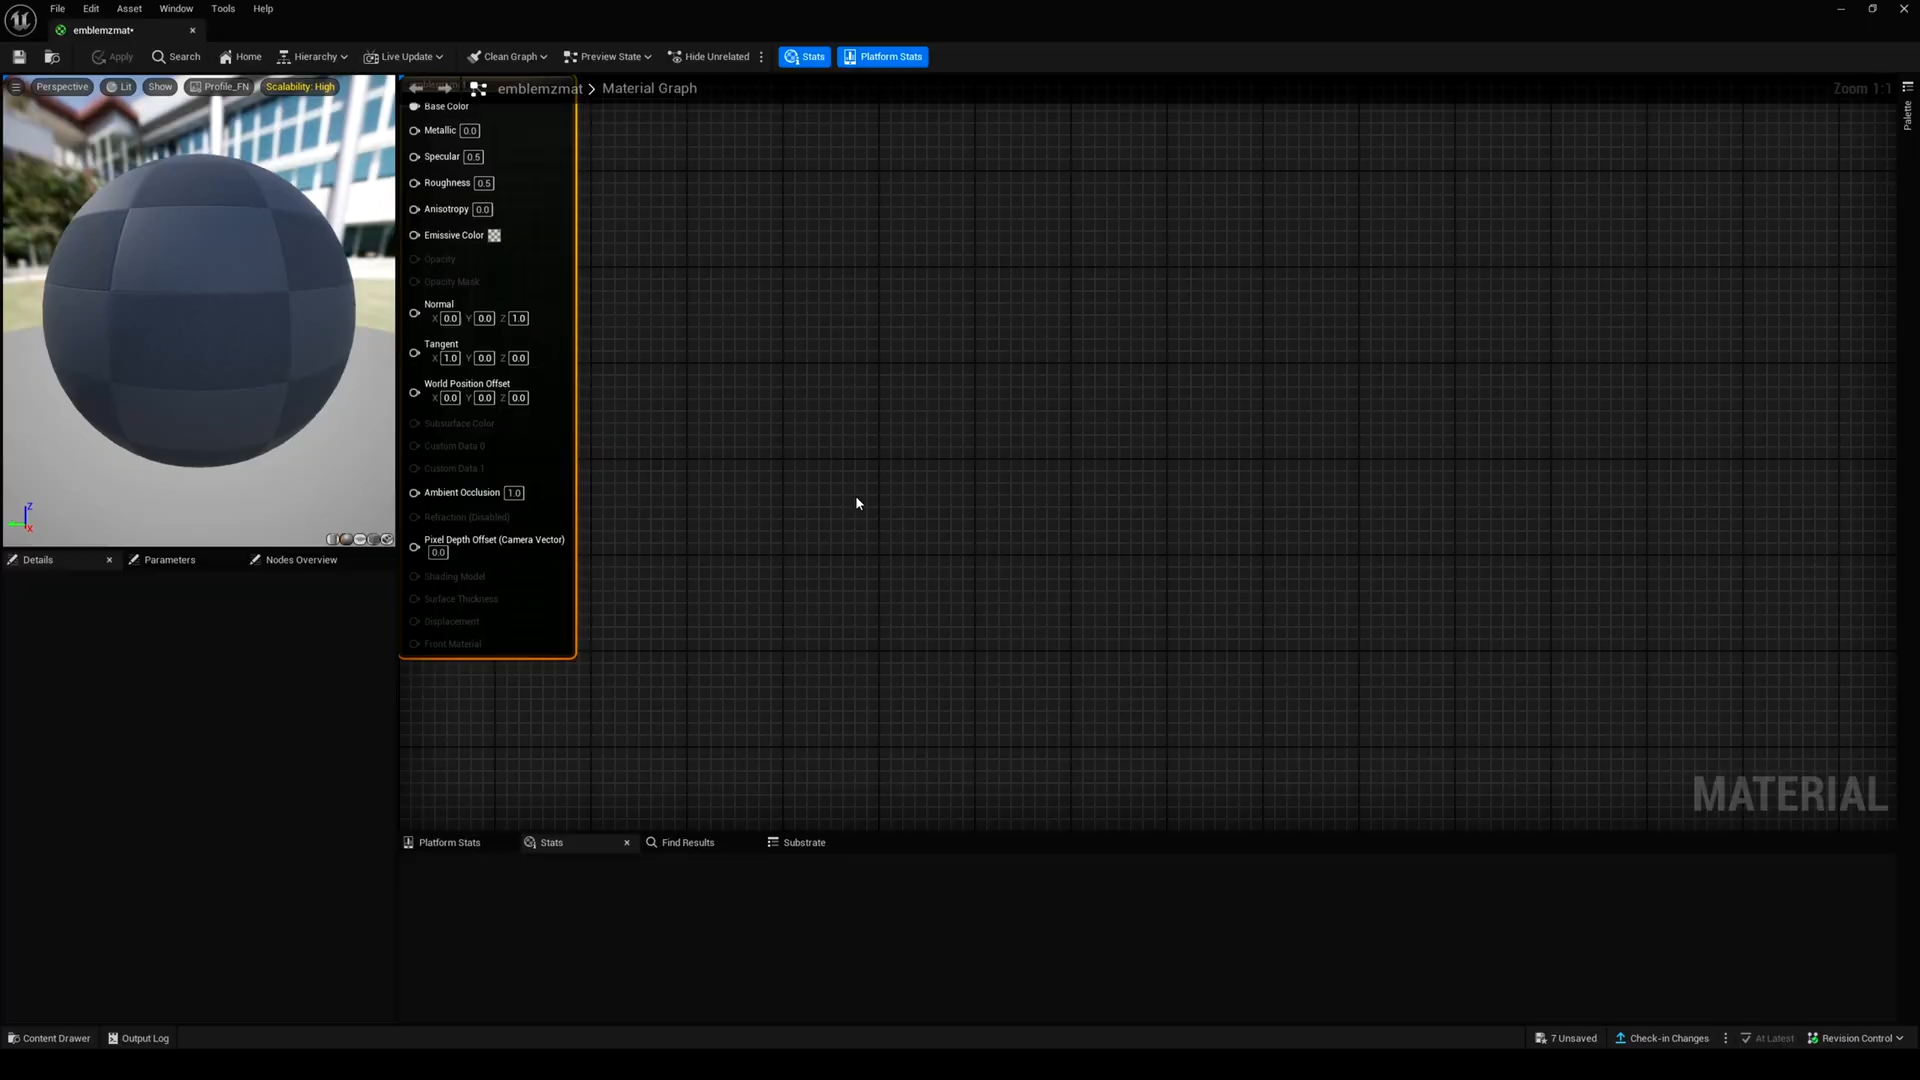 File Edit Asset Window Tools Help
emblemzmat•
Apply Search Home Hierarchy Live Update Clean Graph Preview State Hide Unrelated Stats Platform Stats
Perspective Lit Show Profile_FN Scalability: High
emblemzmat > Material Graph
Zoom 1:1
Palette
Base Color
Metallic 0.0
Specular 0.5
Roughness 0.5
Anisotropy 0.0
Emissive Color
Opacity
Opacity Mask
Normal
X 0.0 Y 0.0 Z 1.0
Tangent
X 1.0 Y 0.0 Z 0.0
World Position Offset
X 0.0 Y 0.0 Z 0.0
Subsurface Color
Custom Data 0
Custom Data 1
Ambient Occlusion 1.0
Refraction (Disabled)
Pixel Depth Offset (Camera Vector)
0.0
Shading Model
Surface Thickness
Displacement
Front Material
Z
X
Details Parameters Nodes Overview
MATERIAL
Platform Stats Stats Find Results Substrate
Content Drawer Output Log 7 Unsaved Check-in Changes At Latest Revision Control